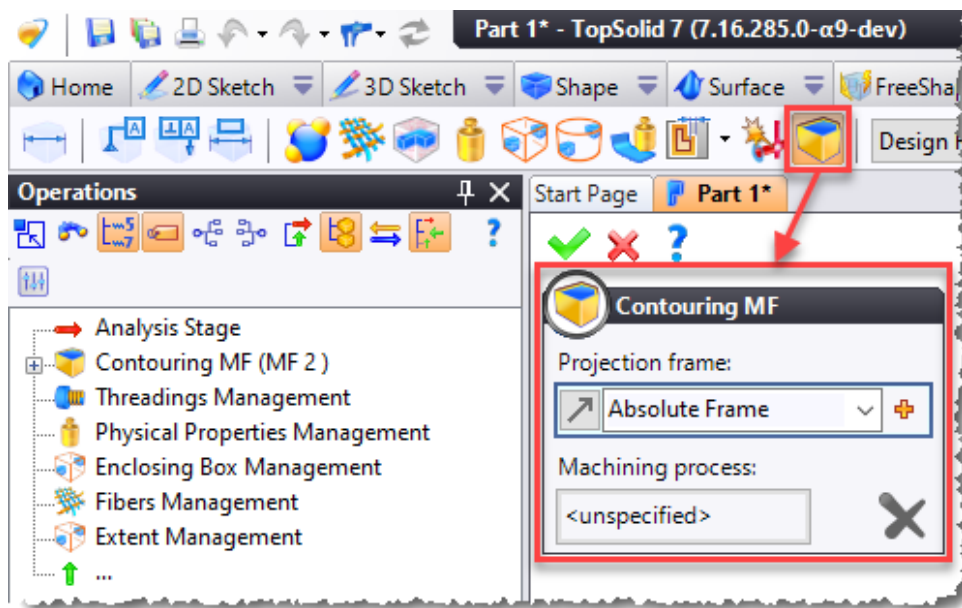 Part 1* - TopSolid 7 (7.16.285.0-α9-dev)
Home 2D Sketch 3D Sketch Shape Surface FreeSha
A A Design
Operations
Start Page Part 1*
Contouring MF
Analysis Stage
Contouring MF (MF 2 )
Threadings Management
Physical Properties Management
Enclosing Box Management
Fibers Management
Extent Management
...
Projection frame:
Absolute Frame
Machining process:
<unspecified>